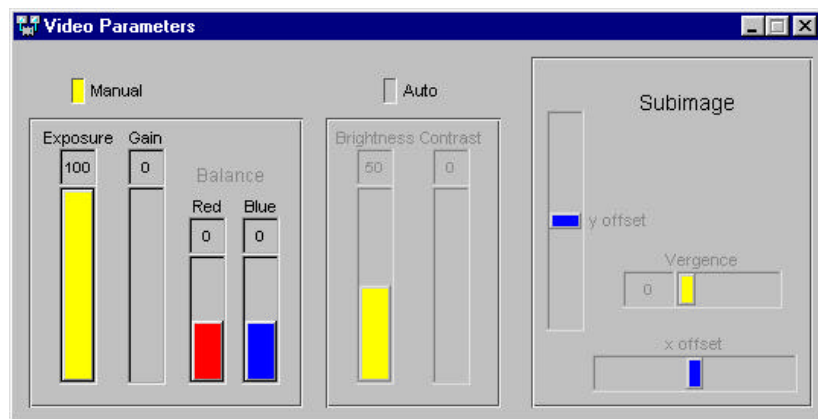 Video Parameters
Manual
Exposure Gain
100 0
Balance
Red Blue
0 0
Auto
Brightness Contrast
50 0
Subimage
y offset
Vergence
0
x offset